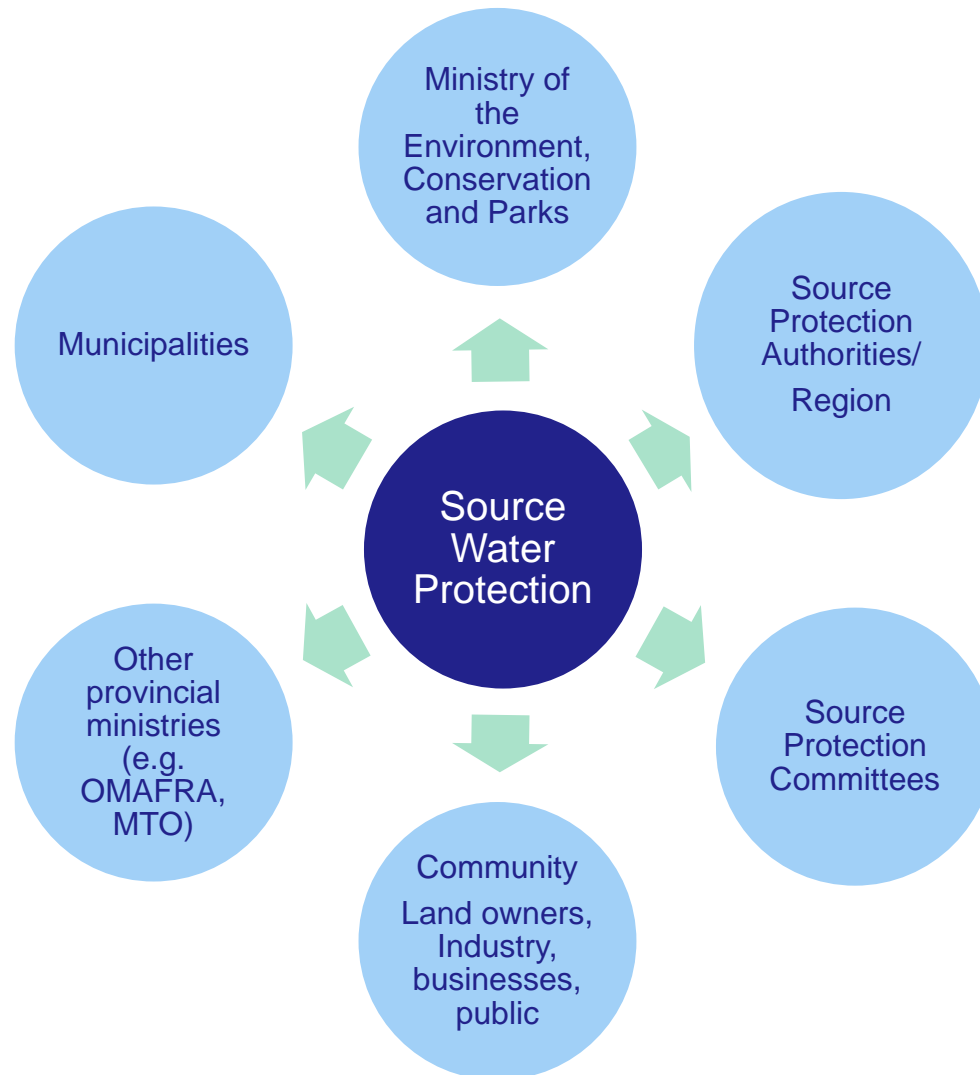 Ministry of
the
Environment,
Conservation
and Parks
Source
Protection
Authorities/
Region
Municipalities
Source
Water
Protection
Other
provincial
ministries
(e.g.
OMAFRA,
MTO)
Source
Protection
Committees
Community
Land owners,
Industry,
businesses,
public